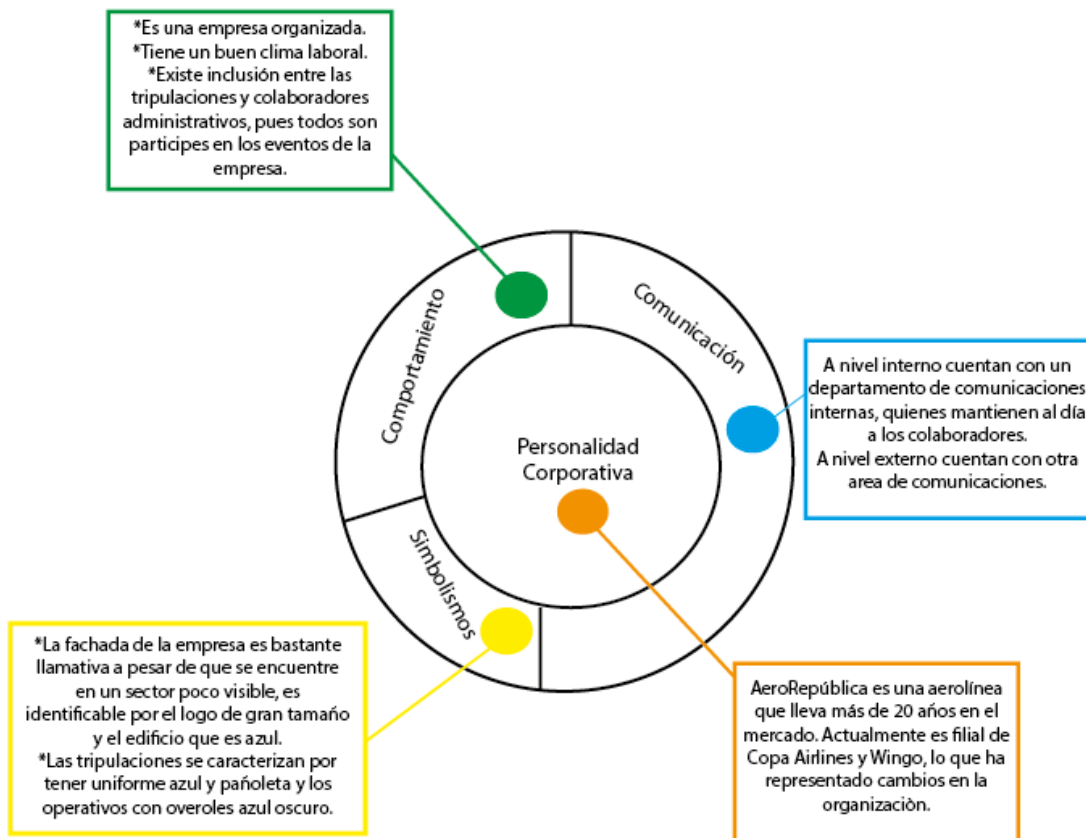 *Es una empresa organizada.
*Tiene un buen clima laboral.
*Existe inclusión entre las
tripulaciones y colaboradores
administrativos, pues todos son
participes en los eventos de la
empresa.
Comportamiento
Comunicación
A nivel interno cuentan con un
departamento de comunicaciones
internas, quienes mantienen al día
a los colaboradores.
A nivel externo cuentan con otra
area de comunicaciones.
Personalidad
Corporativa
Simbolismos
*La fachada de la empresa es bastante
llamativa a pesar de que se encuentre
en un sector poco visible, es
identificable por el logo de gran tamaño
y el edificio que es azul.
*Las tripulaciones se caracterizan por
tener uniforme azul y pañoleta y los
operativos con overoles azul oscuro.
AeroRepública es una aerolínea
que lleva más de 20 años en el
mercado. Actualmente es filial de
Copa Airlines y Wingo, lo que ha
representado cambios en la
organizaciòn.